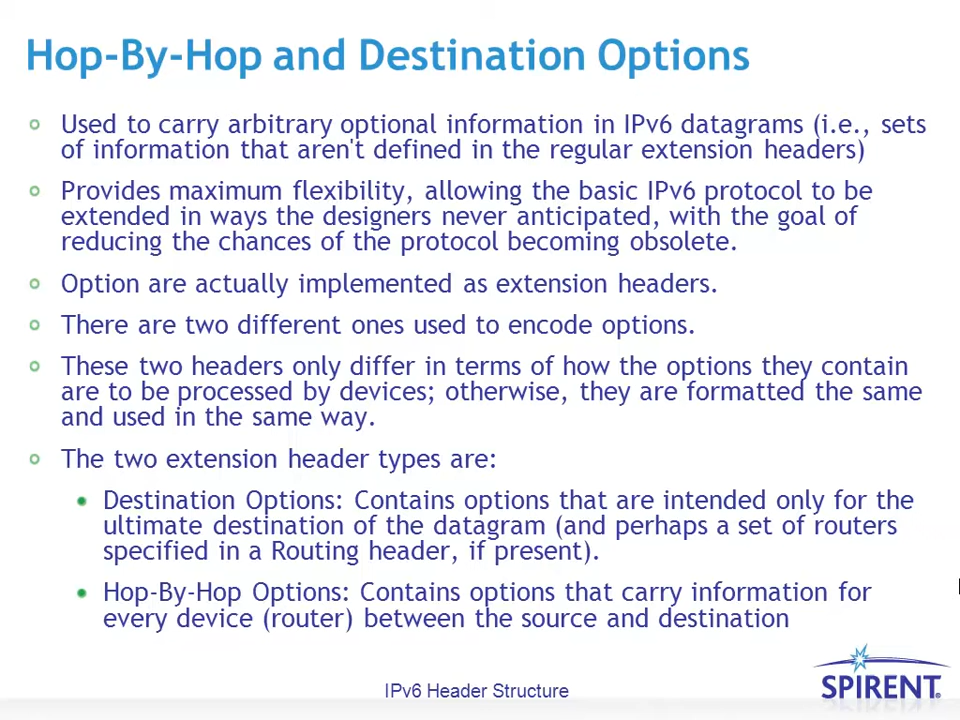 Hop-By-Hop and Destination Options
Used to carry arbitrary optional information in IPv6 datagrams (i.e., sets
of information that aren't defined in the regular extension headers)
Provides maximum flexibility, allowing the basic IPv6 protocol to be
extended in ways the designers never anticipated, with the goal of
reducing the chances of the protocol becoming obsolete.
Option are actually implemented as extension headers.
There are two different ones used to encode options.
These two headers only differ in terms of how the options they contain
are to be processed by devices; otherwise, they are formatted the same
and used in the same way.
The two extension header types are:
Destination Options: Contains options that are intended only for the
ultimate destination of the datagram (and perhaps a set of routers
specified in a Routing header, if present).
Hop-By-Hop Options: Contains options that carry information for
every device (router) between the source and destination
IPv6 Header Structure
SPIRENT®